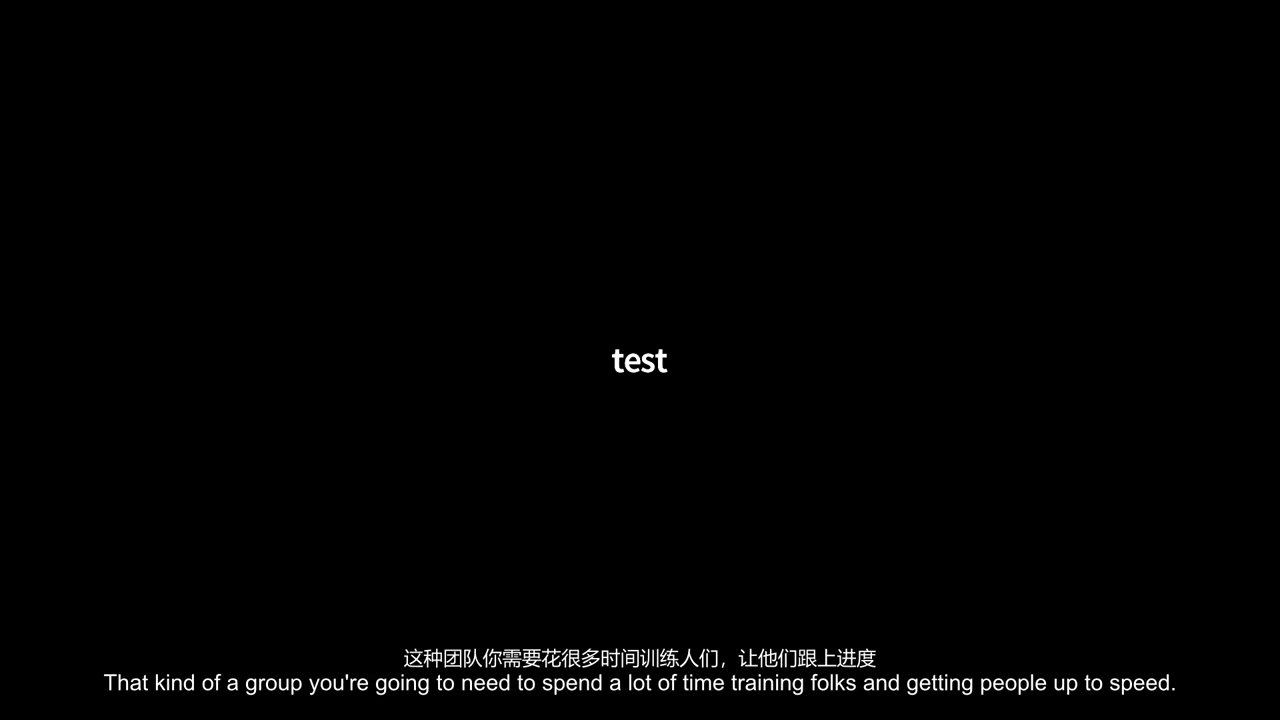 test
这种团队你需要花很多时间训练人们，让他们跟上进度
That kind of a group you're going to need to spend a lot of time training folks and getting people up to speed.